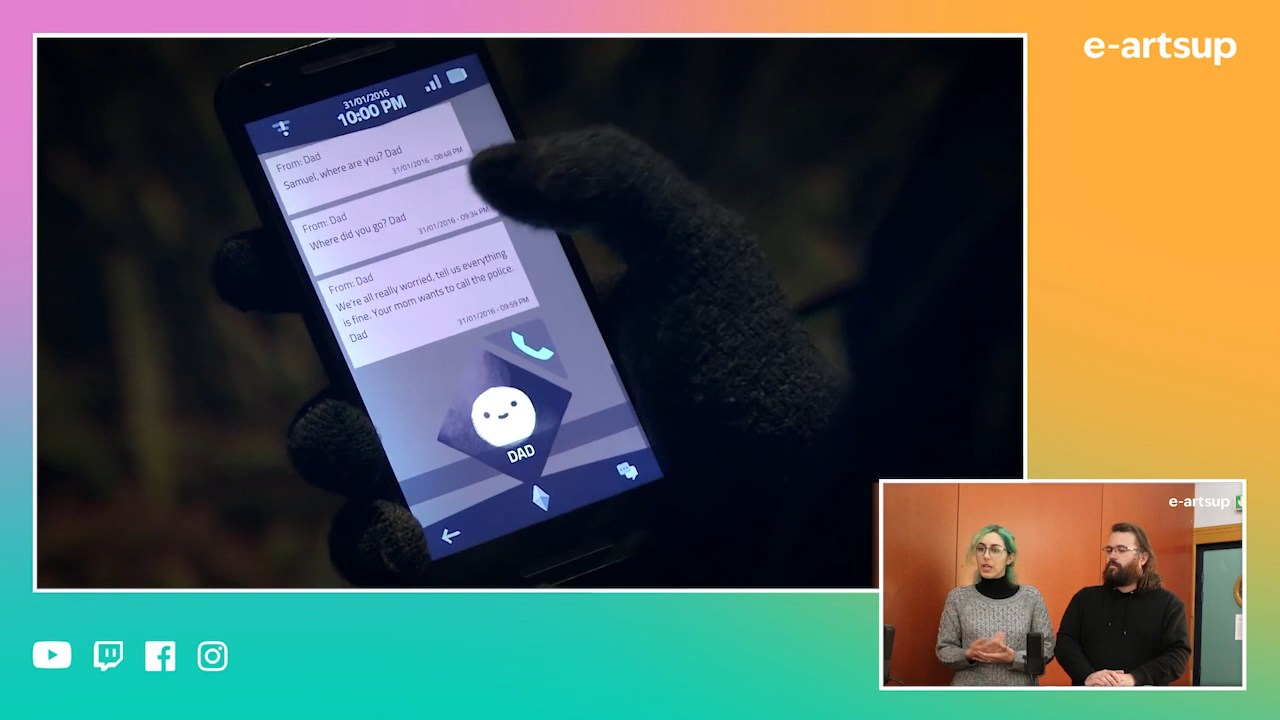 e-artsup
31/01/2016
10:00 PM
From: Dad
Samuel, where are you? Dad
31/01/2016 - 08:48 PM
From: Dad
Where did you go? Dad
31/01/2016 - 09:34 PM
From: Dad
We're all really worried, tell us everything
is fine. Your mom wants to call the police.
Dad
31/01/2016 - 09:59 PM
DAD
e-artsup